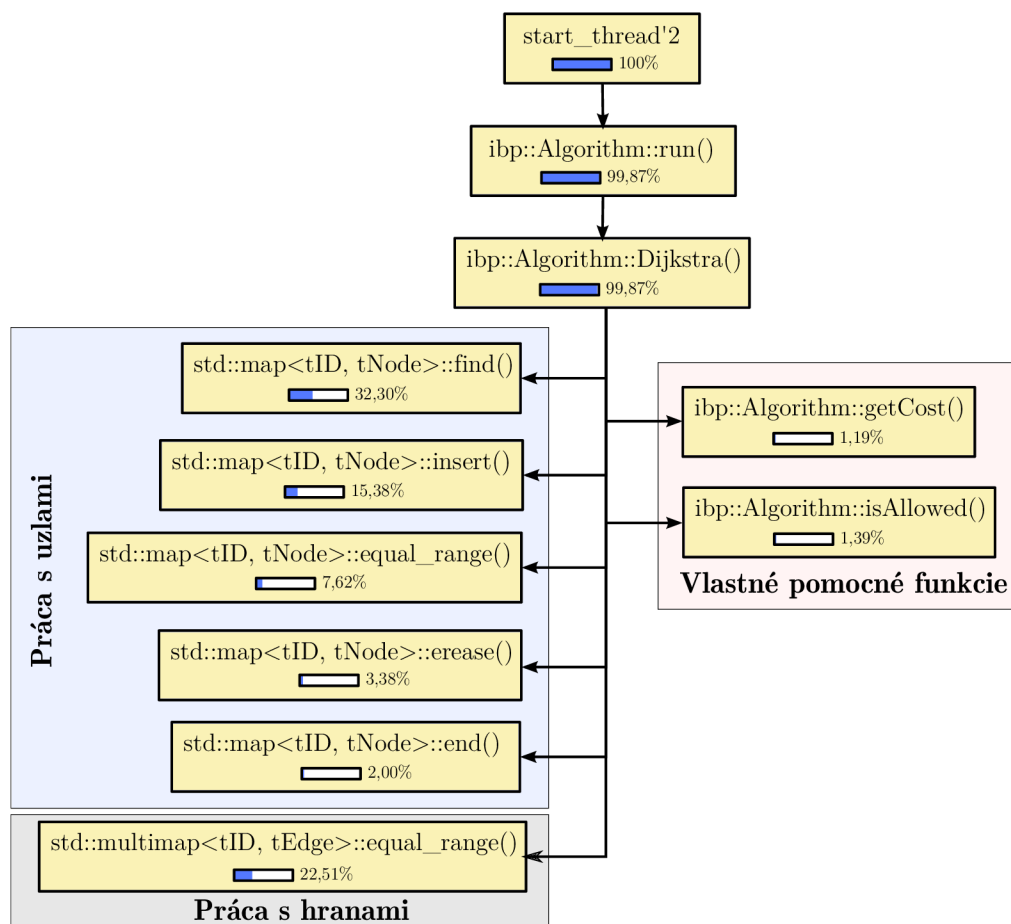 start_thread'2
100%
ibp::Algorithm::run()
99,87%
ibp::Algorithm::Dijkstra()
99,87%
Práca s uzlami
std::map<tID, tNode>::find()
32,30%
std::map<tID, tNode>::insert()
15,38%
std::map<tID, tNode>::equal_range()
7,62%
std::map<tID, tNode>::erease()
3,38%
std::map<tID, tNode>::end()
2,00%
ibp::Algorithm::getCost()
1,19%
ibp::Algorithm::isAllowed()
1,39%
Vlastné pomocné funkcie
std::multimap<tID, tEdge>::equal_range()
22,51%
Práca s hranami